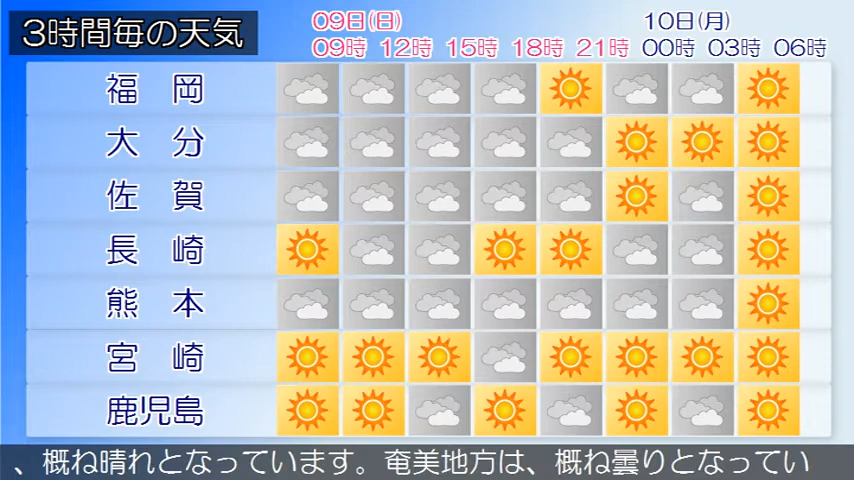 3時間毎の天気
09日(日) 10日(月)
09時 12時 15時 18時 21時 00時 03時 06時
福岡
大分
佐賀
長崎
熊本
宮崎
鹿児島
、概ね晴れとなっています。奄美地方は、概ね曇りとなってい